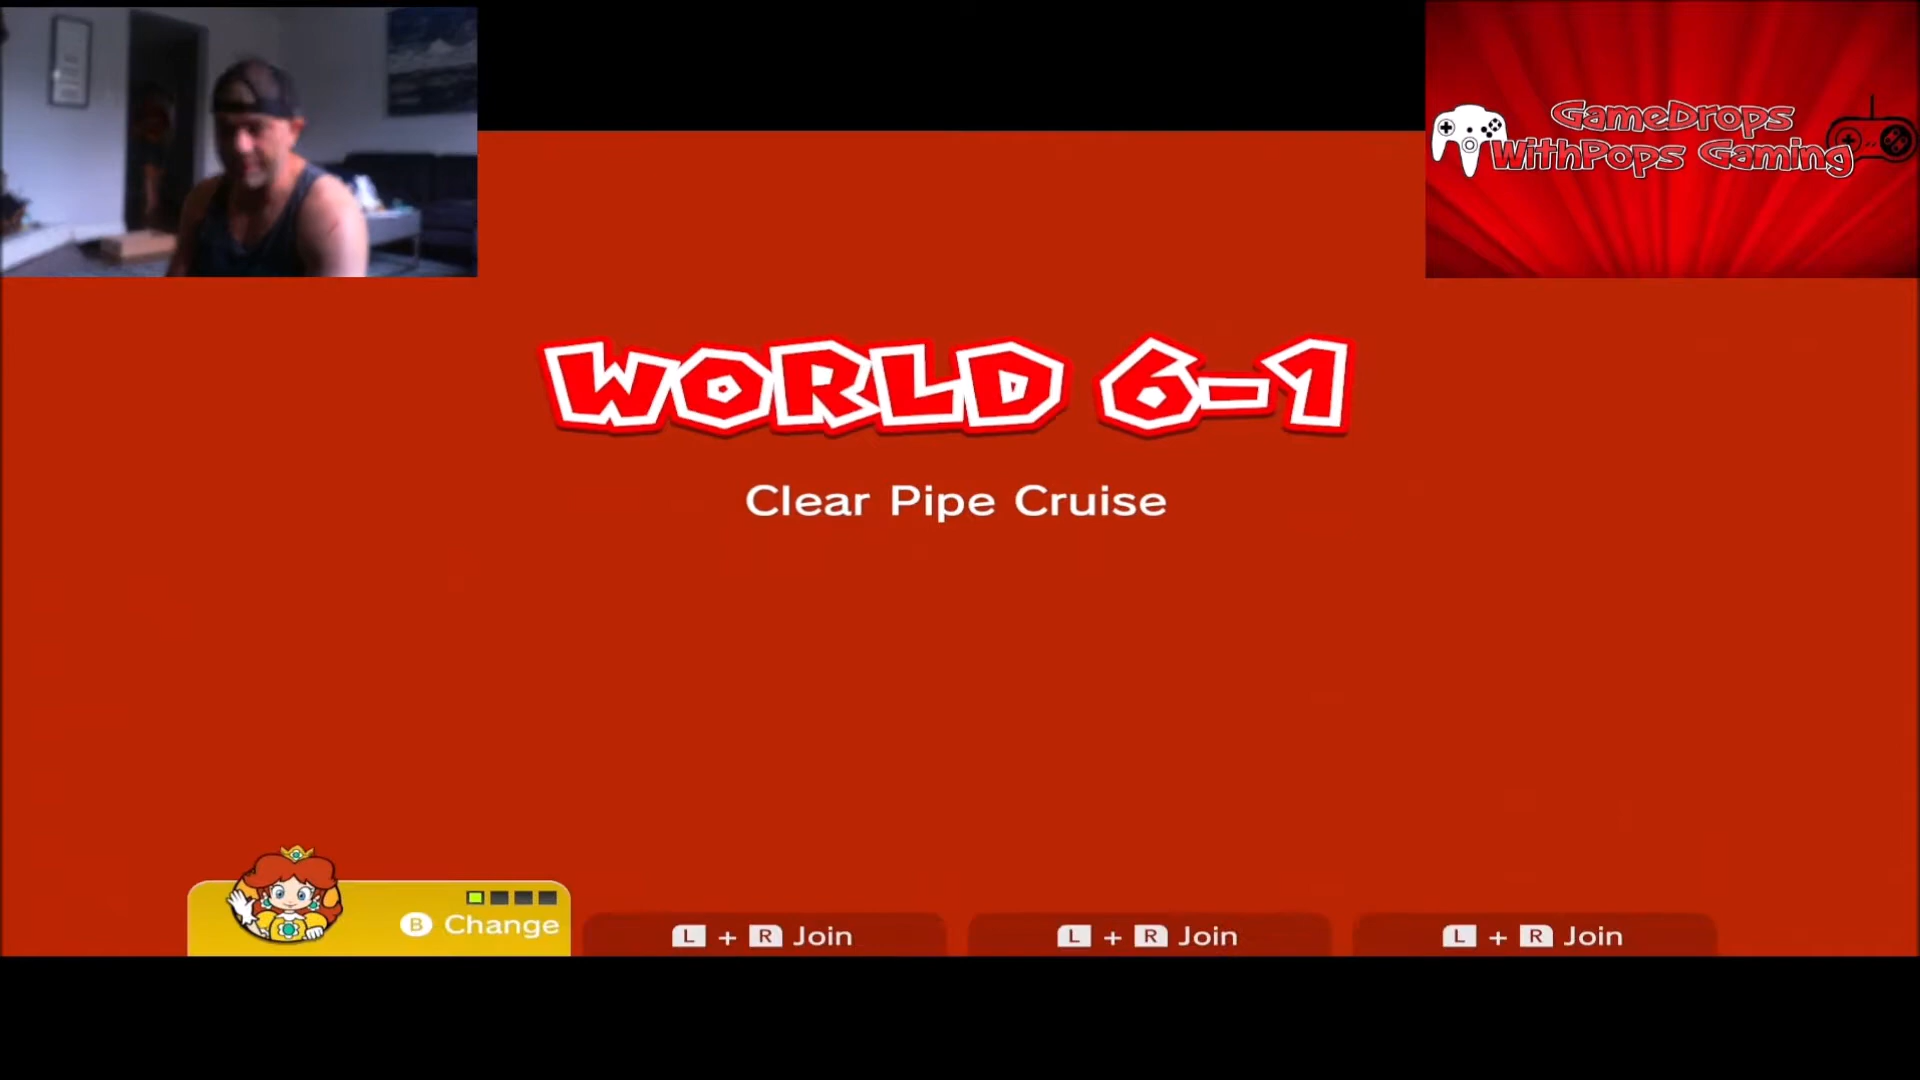 GameDrops
WithPops Gaming
WORLD 6-1
Clear Pipe Cruise
B Change
L + R Join
L + R Join
L + R Join